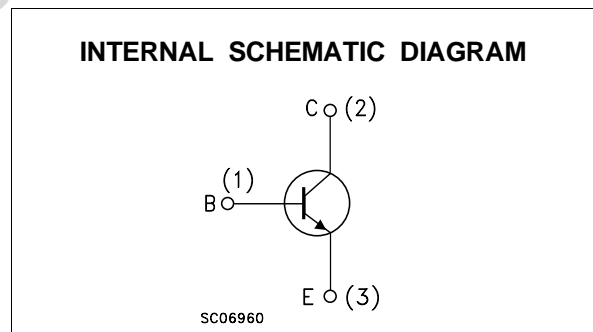 INTERNAL SCHEMATIC DIAGRAM
C (2)
(1)
B
E (3)
SC06960